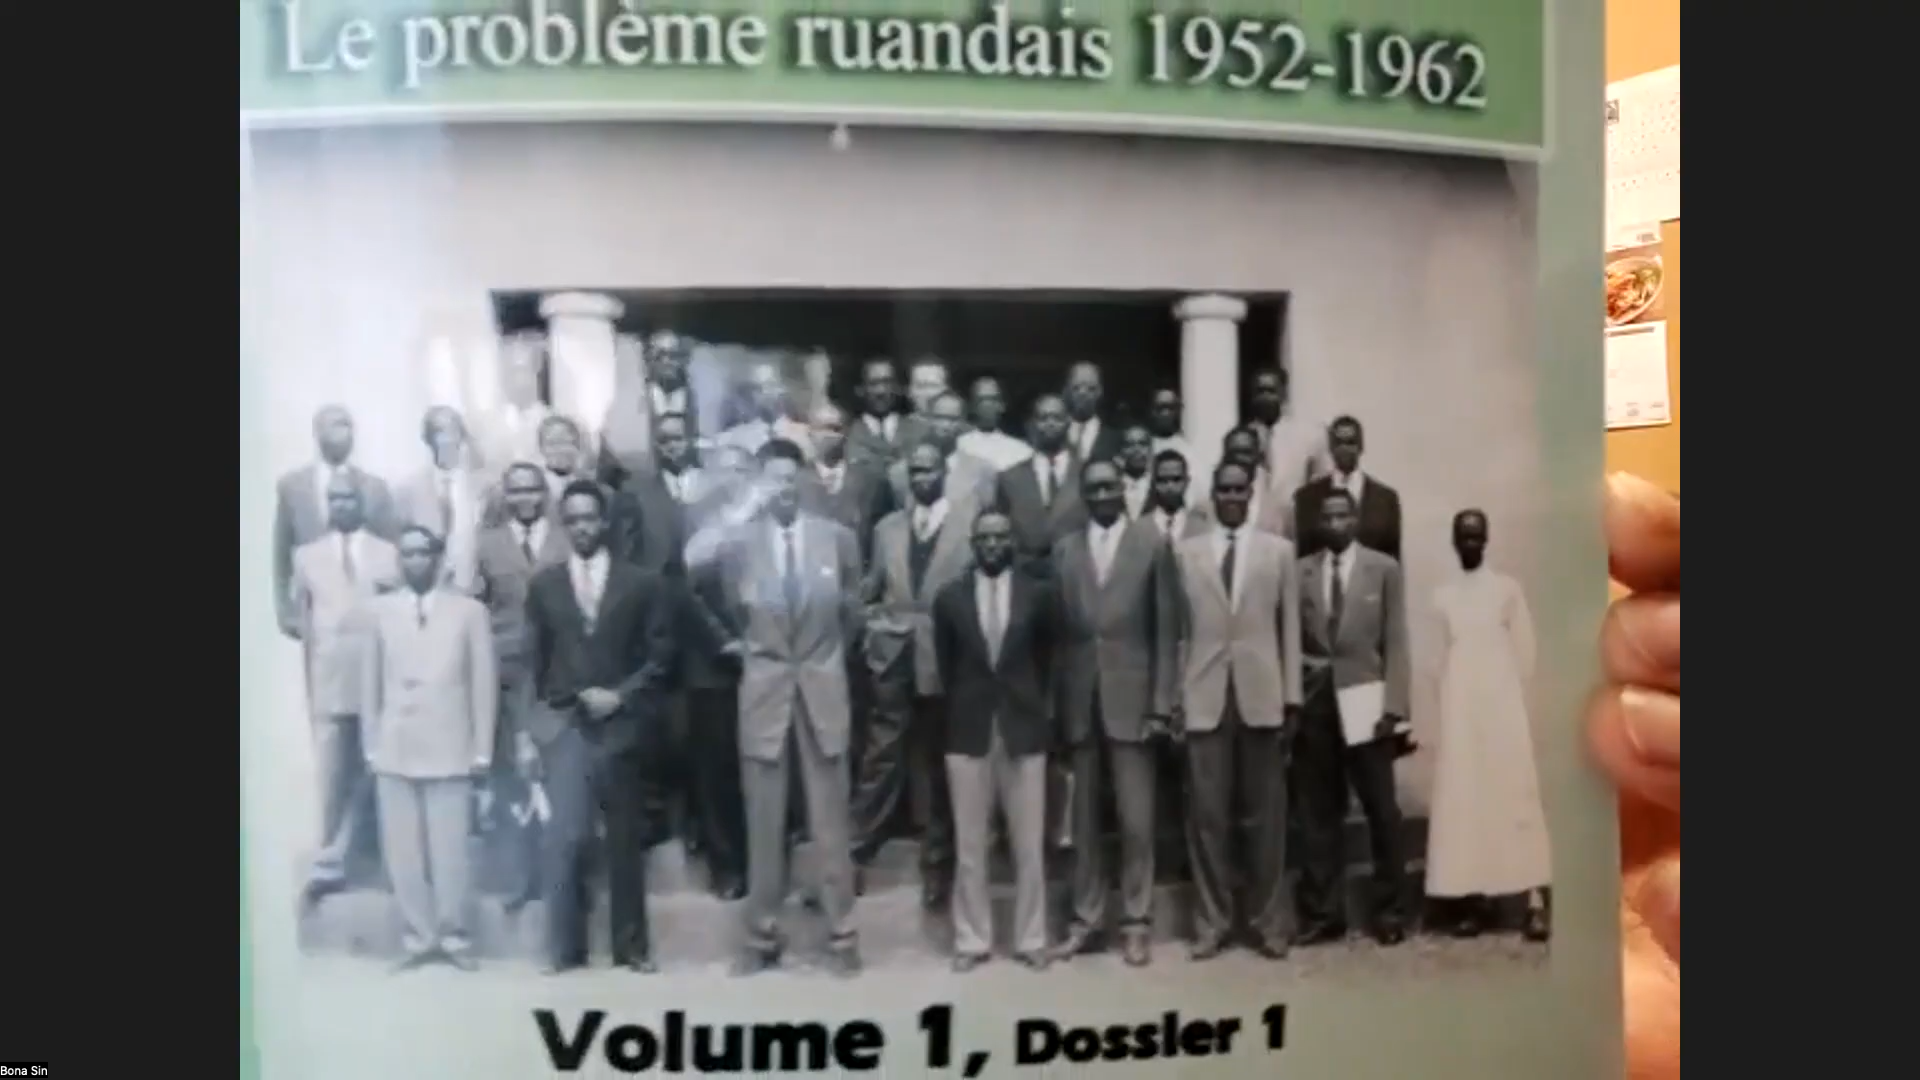 Le problème ruandais 1952-1962
Volume 1, Dossier 1
Bona Sin